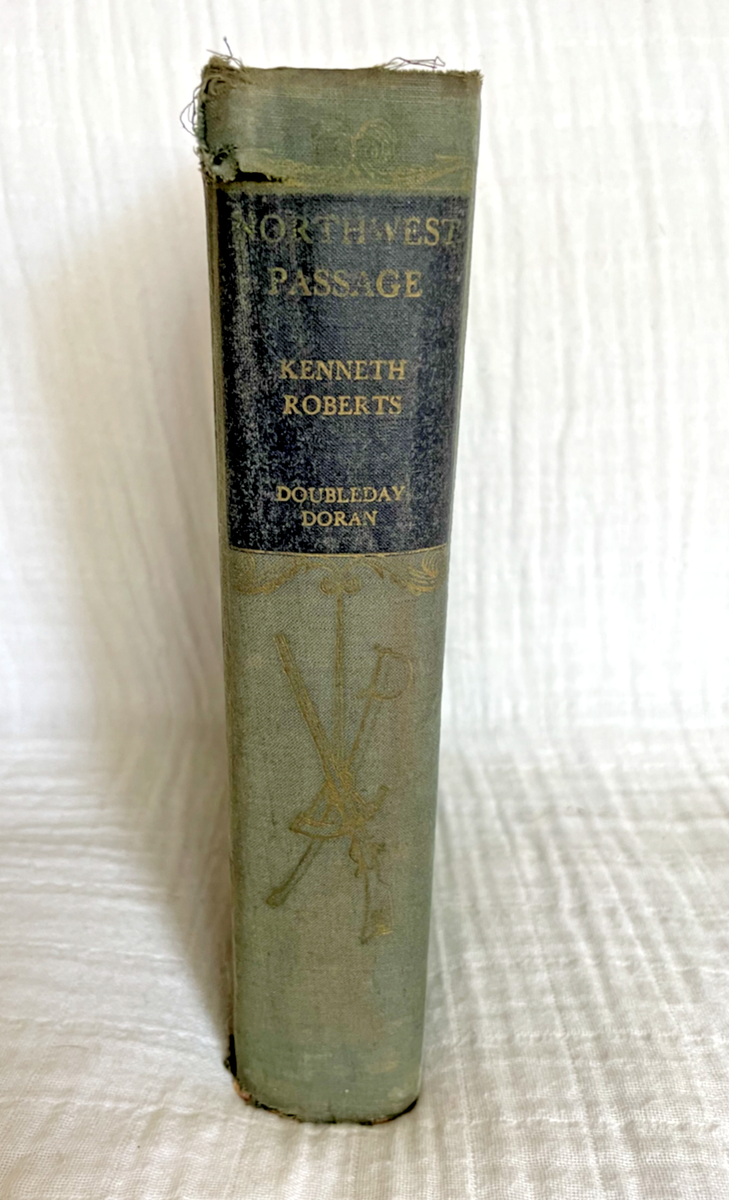 NORTHWEST
PASSAGE
KENNETH
ROBERTS
DOUBLEDAY
DORAN